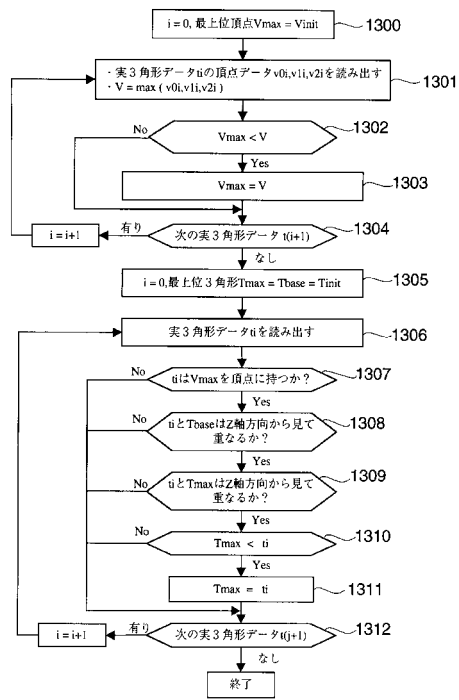 i = 0, 最上位頂点Vmax = Vinit
1300
・実3角形データtiの頂点データv0i,v1i,v2iを読み出す
・V = max ( v0i,v1i,v2i )
1301
No
Vmax < V
1302
Yes
Vmax = V
1303
i = i+1
有り
次の実3角形データ t(i+1)
1304
なし
i = 0,最上位3角形Tmax = Tbase = Tinit
1305
実3角形データtiを読み出す
1306
No
tiはVmaxを頂点に持つか？
1307
Yes
No
tiとTbaseはZ軸方向から見て
重なるか？
1308
Yes
No
tiとTmaxはZ軸方向から見て
重なるか？
1309
Yes
No
Tmax < ti
1310
Yes
Tmax = ti
1311
i = i+1
有り
次の実3角形データt(j+1)
1312
なし
終了